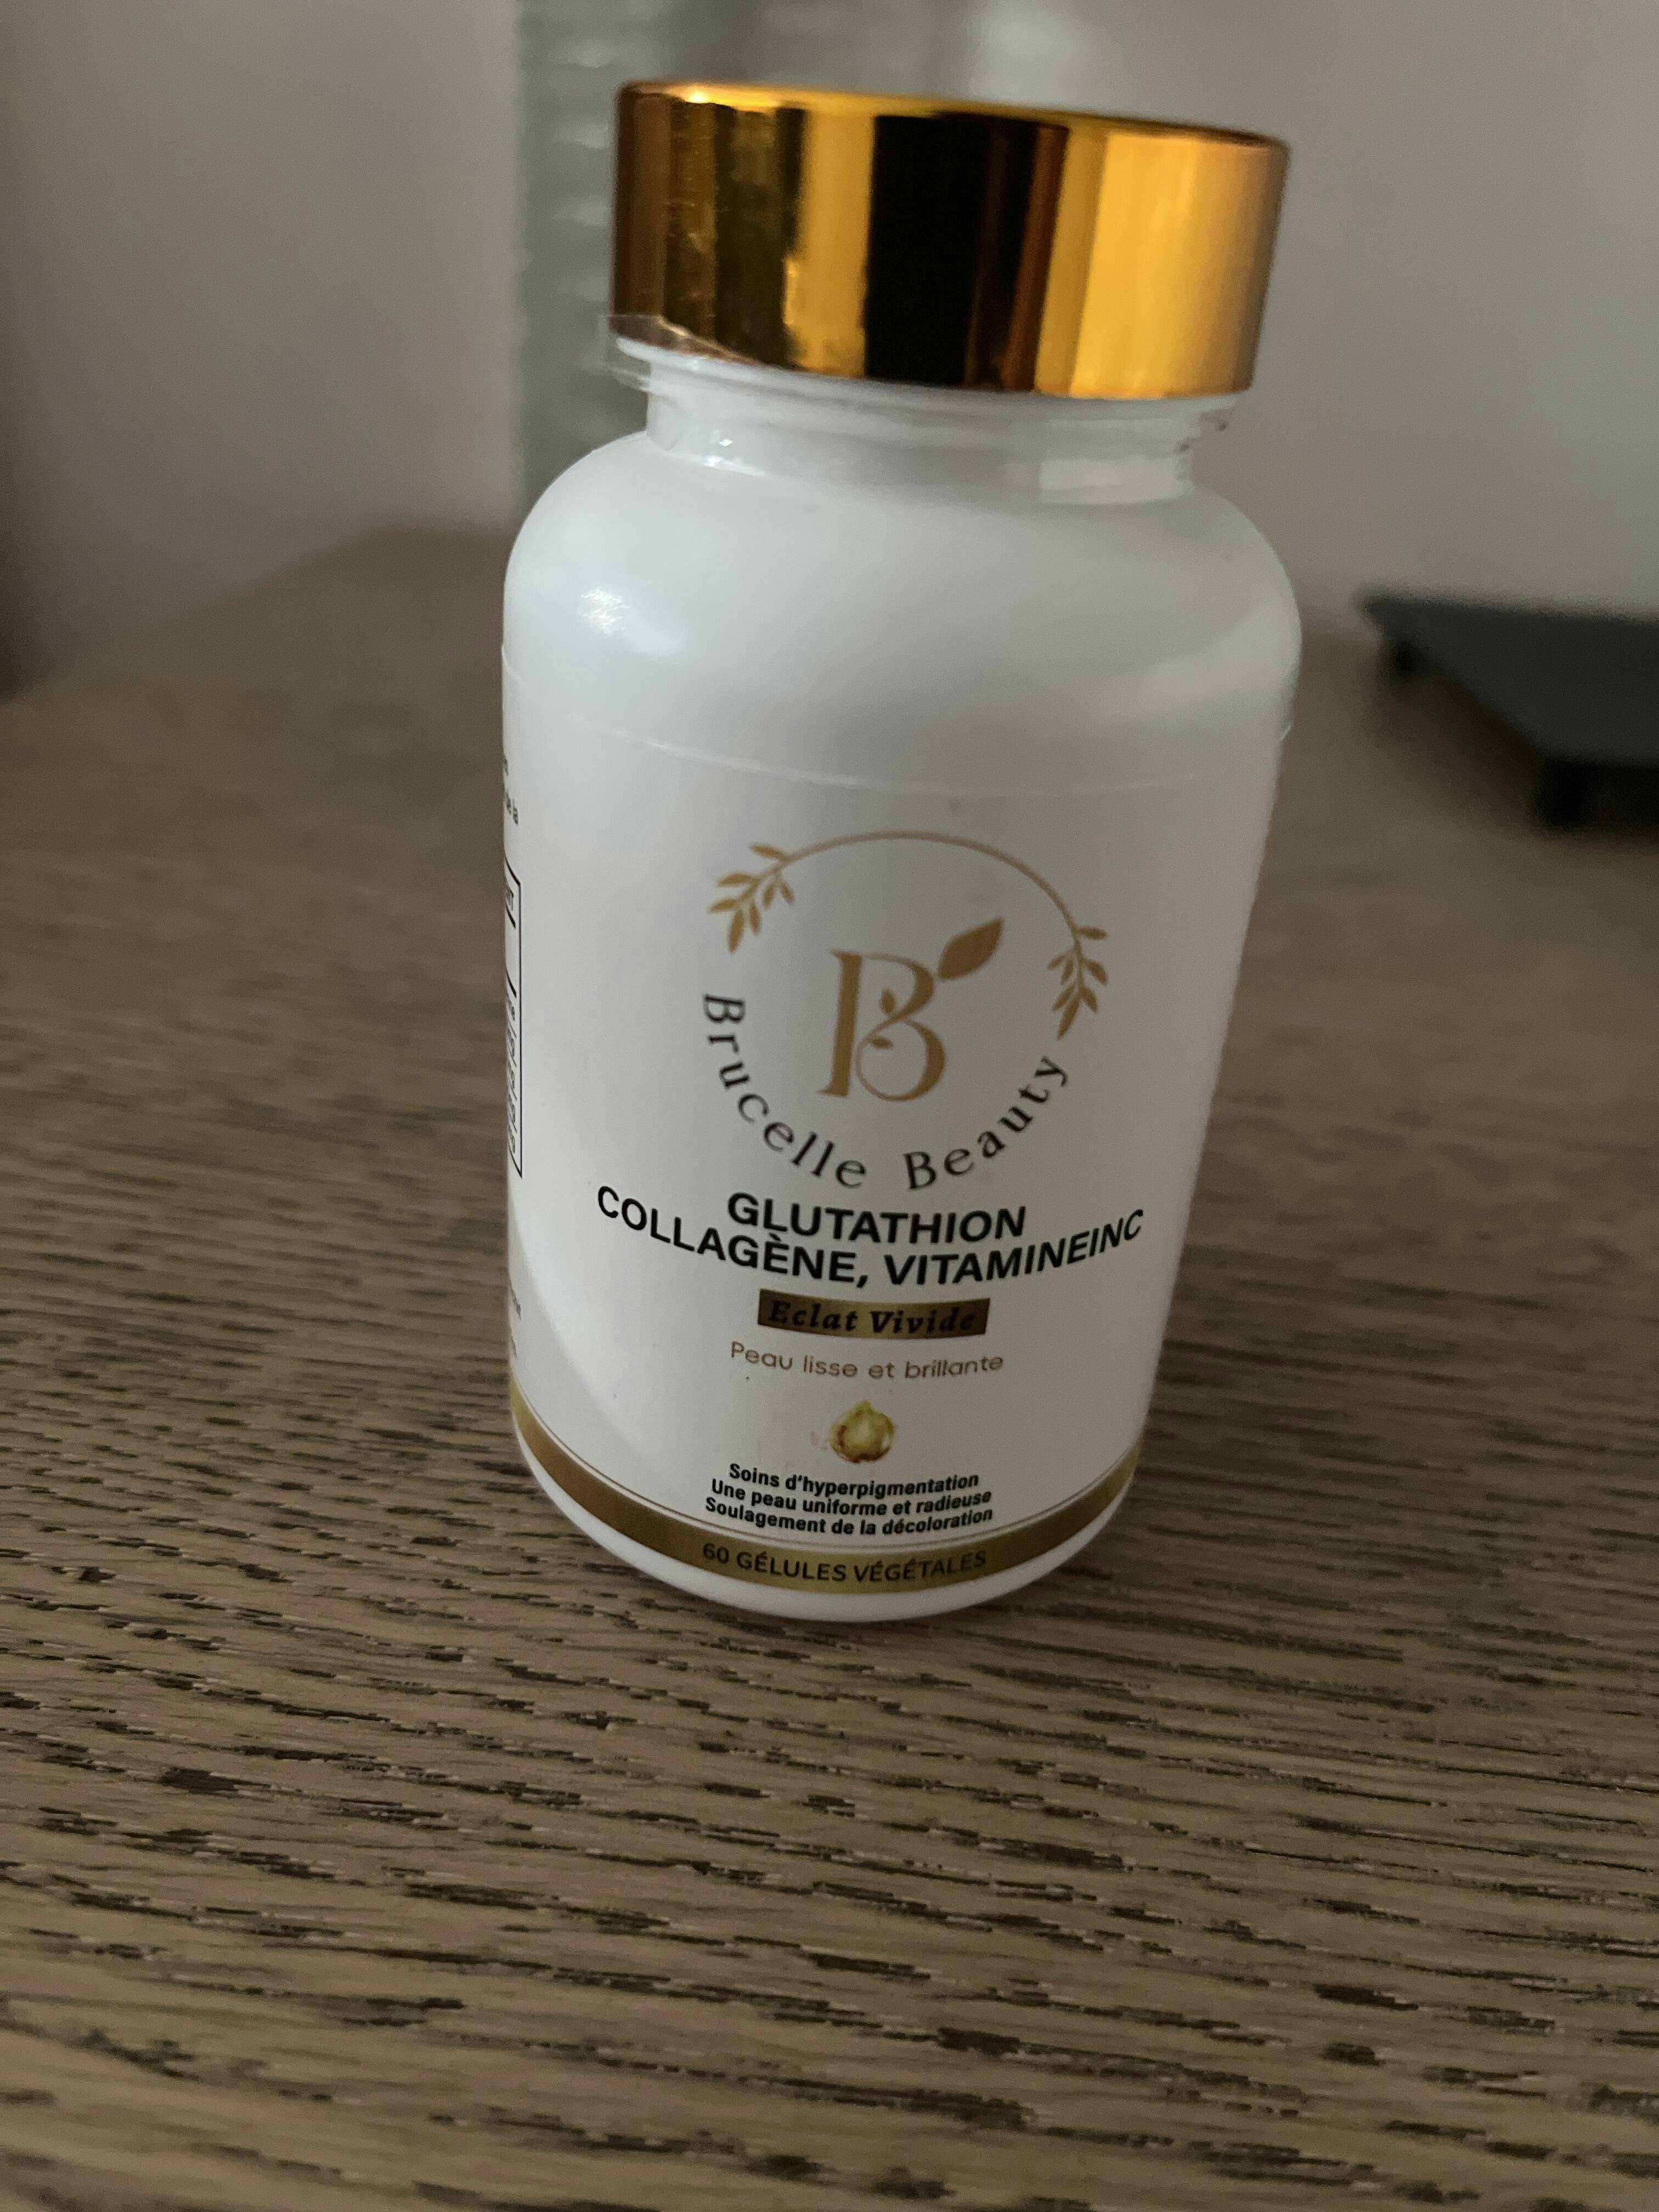 Brucelle Beauty
GLUTATHION
COLLAGÈNE, VITAMINEINC
Eclat Vivide
Peau lisse et brillante
Soins d'hyperpigmentation
Une peau uniforme et radieuse
Soulagement de la décoloration
60 GÉLULES VÉGÉTALES